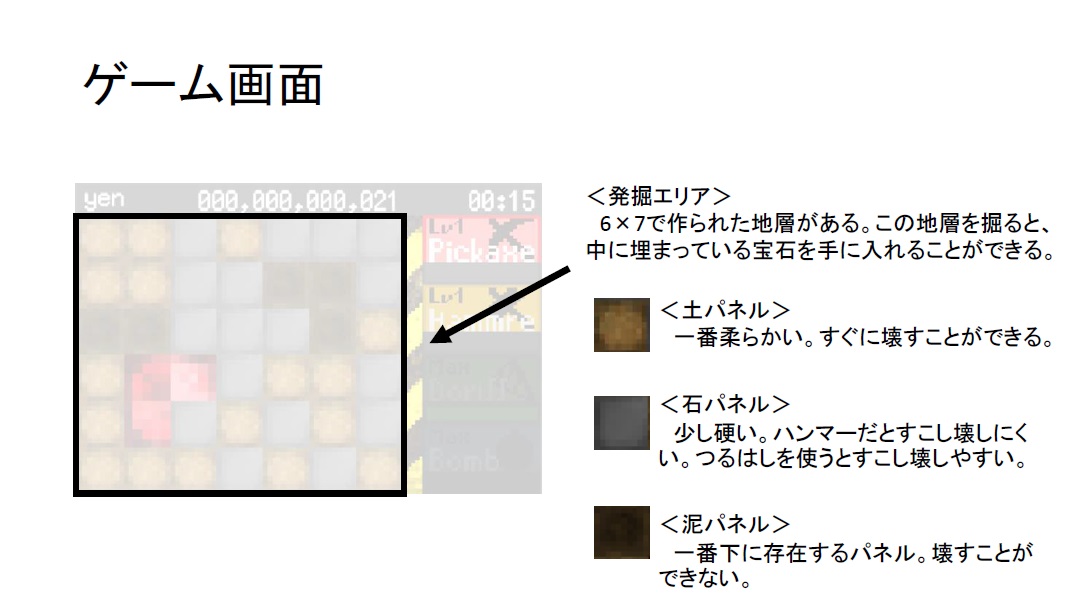 ゲーム画面
yen 000,000,000,021 00:15
Lv1
Pickaxe
Lv1
Hammre
Max
Max
Bomb
＜発掘エリア＞
6×7で作られた地層がある。この地層を掘ると、
中に埋まっている宝石を手に入れることができる。
＜土パネル＞
一番柔らかい。すぐに壊すことができる。
＜石パネル＞
少し硬い。ハンマーだとすこし壊しにく
い。つるはしを使うとすこし壊しやすい。
＜泥パネル＞
一番下に存在するパネル。壊すことが
できない。